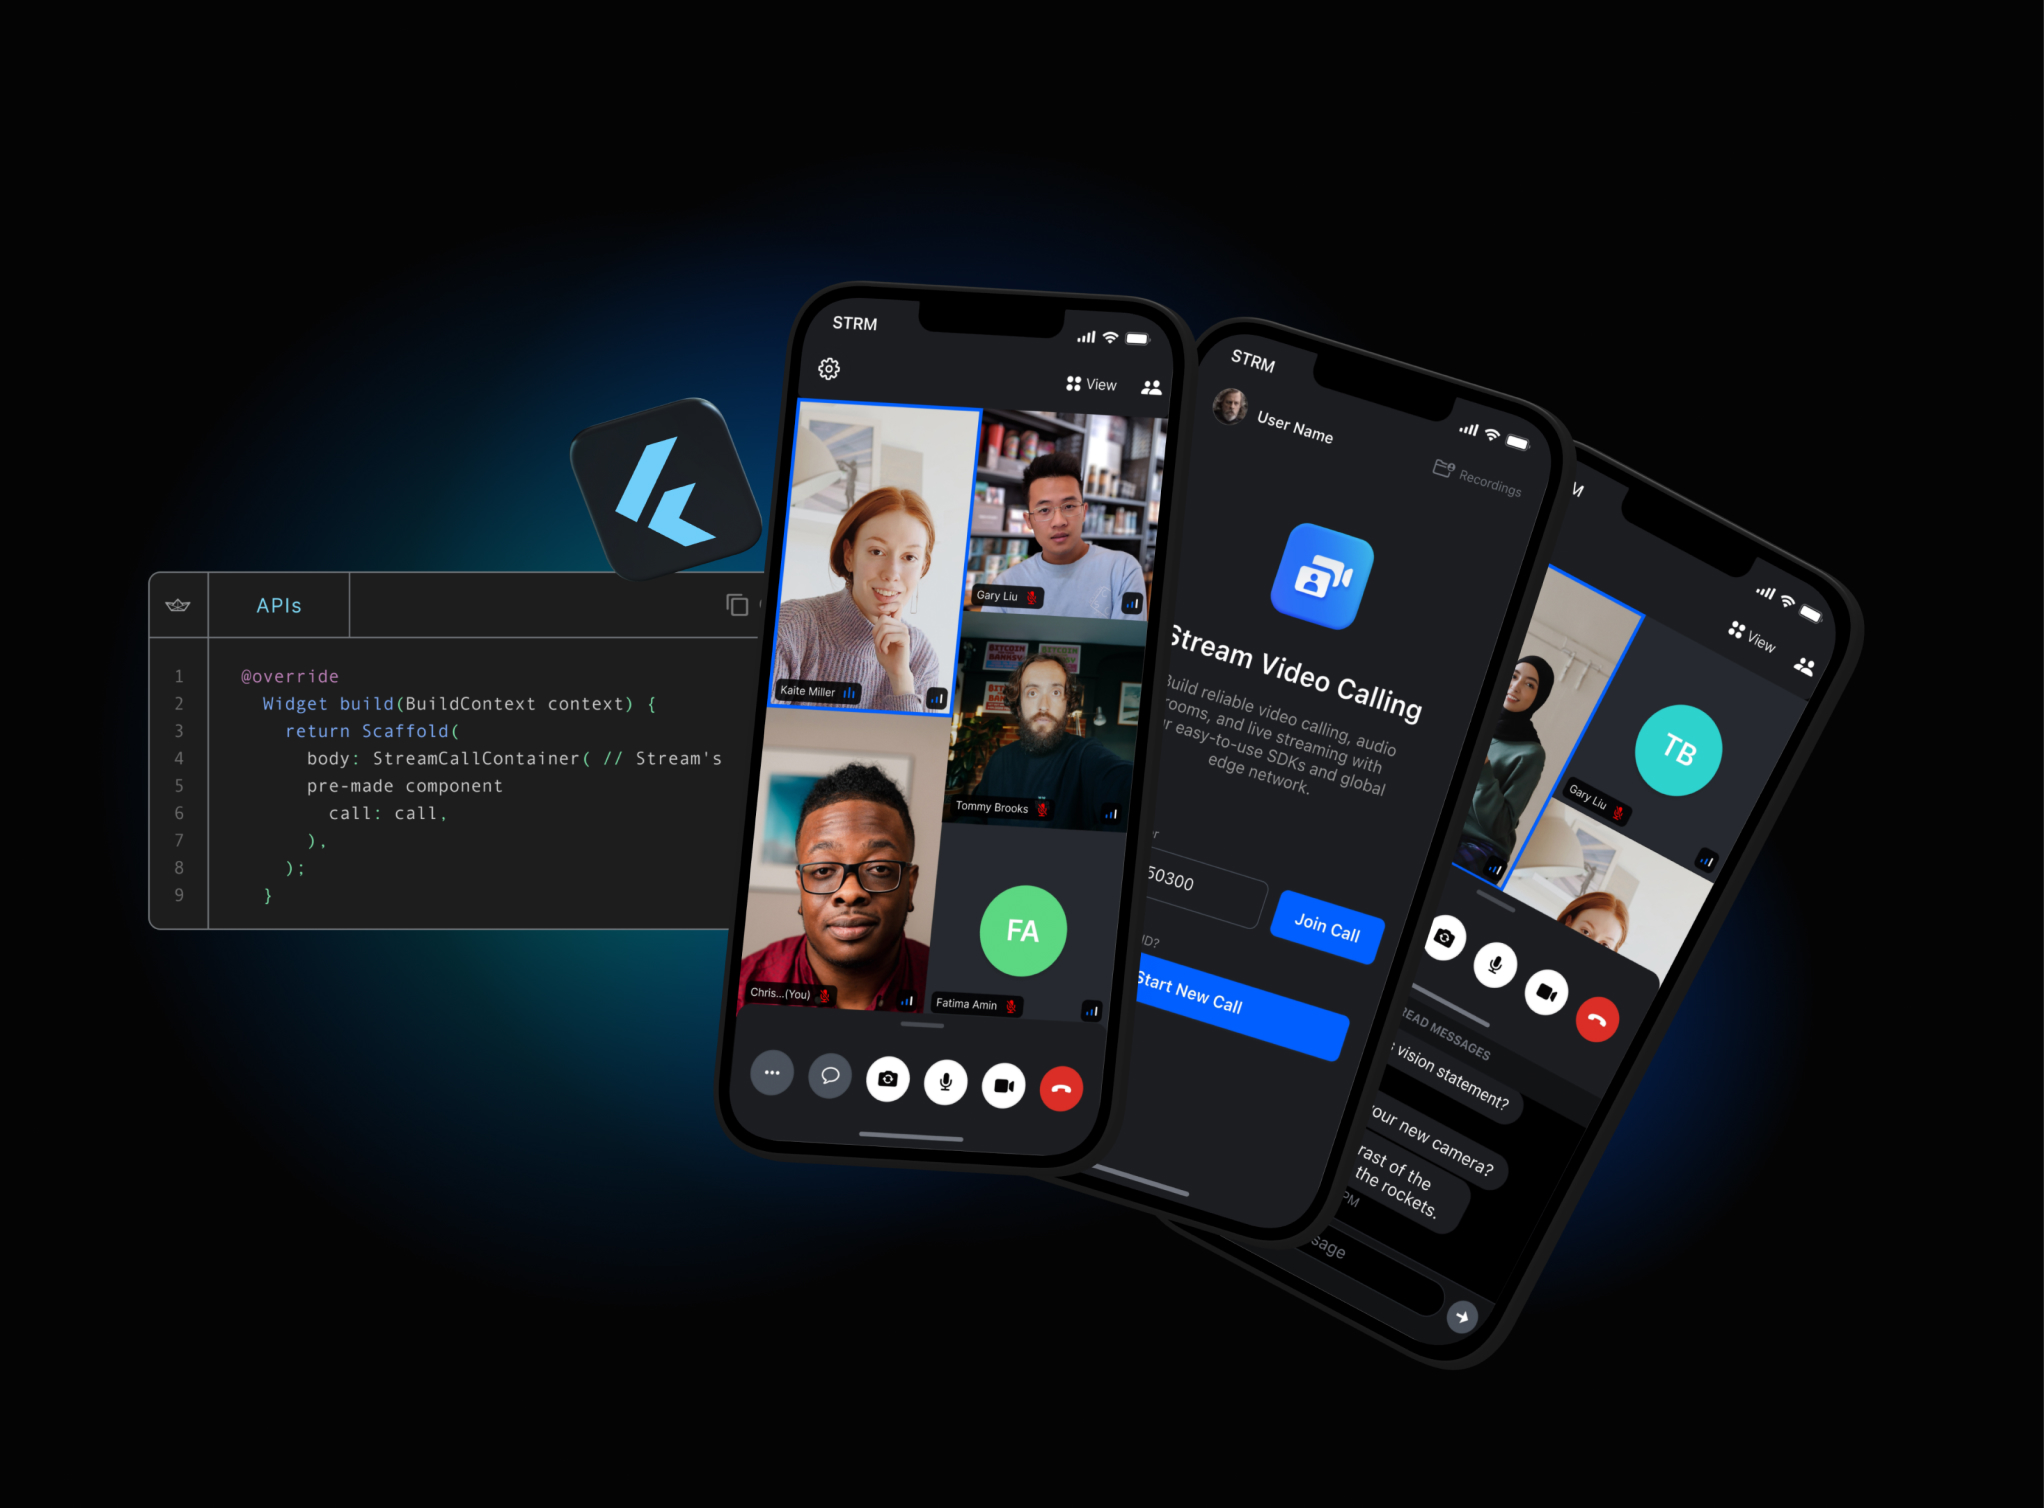 APIs
1 @override
2 Widget build(BuildContext context) {
3 return Scaffold(
4 body: StreamCallContainer( // Stream's
5 pre-made component
6 call: call,
7 ),
8 );
9 }
STRM
View
Kaite Miller
Gary Liu
Tommy Brooks
Chris...(You)
FA
Fatima Amin
STRM
User Name
Recordings
Stream Video Calling
Build reliable video calling, audio
rooms, and live streaming with
r easy-to-use SDKs and global
edge network.
50300
Join Call
ID?
Start New Call
M
View
TB
Gary Liu
READ MESSAGES
s vision statement?
our new camera?
rast of the
the rockets.
PM
sage